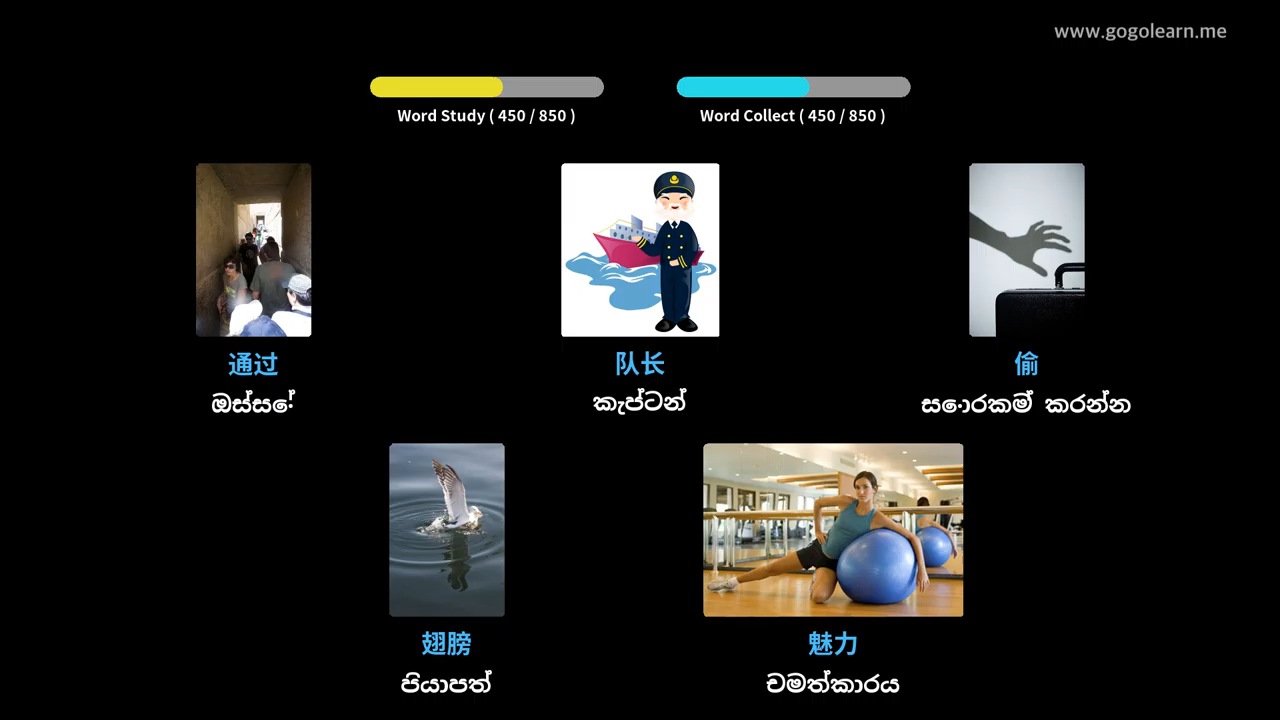 www.gogolearn.me
Word Study ( 450 / 850 )
Word Collect ( 450 / 850 )
通过
队长
偷
ඔස්සේ
කැප්ටන්
සොරකම් කරන්න
翅膀
魅力
පියාපත්
චමත්කාරය